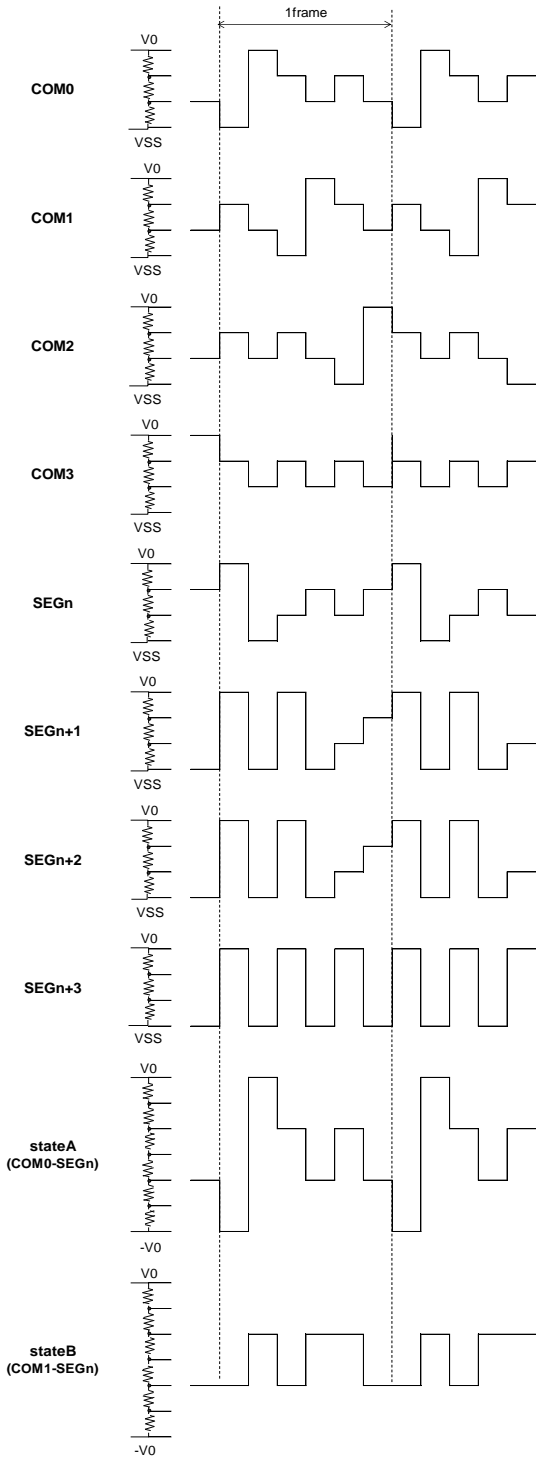 1frame
V0
COM0
VSS
V0
COM1
VSS
V0
COM2
VSS
V0
COM3
VSS
V0
SEGn
VSS
V0
SEGn+1
VSS
V0
SEGn+2
VSS
V0
SEGn+3
VSS
V0
stateA
(COM0-SEGn)
-V0
V0
stateB
(COM1-SEGn)
-V0